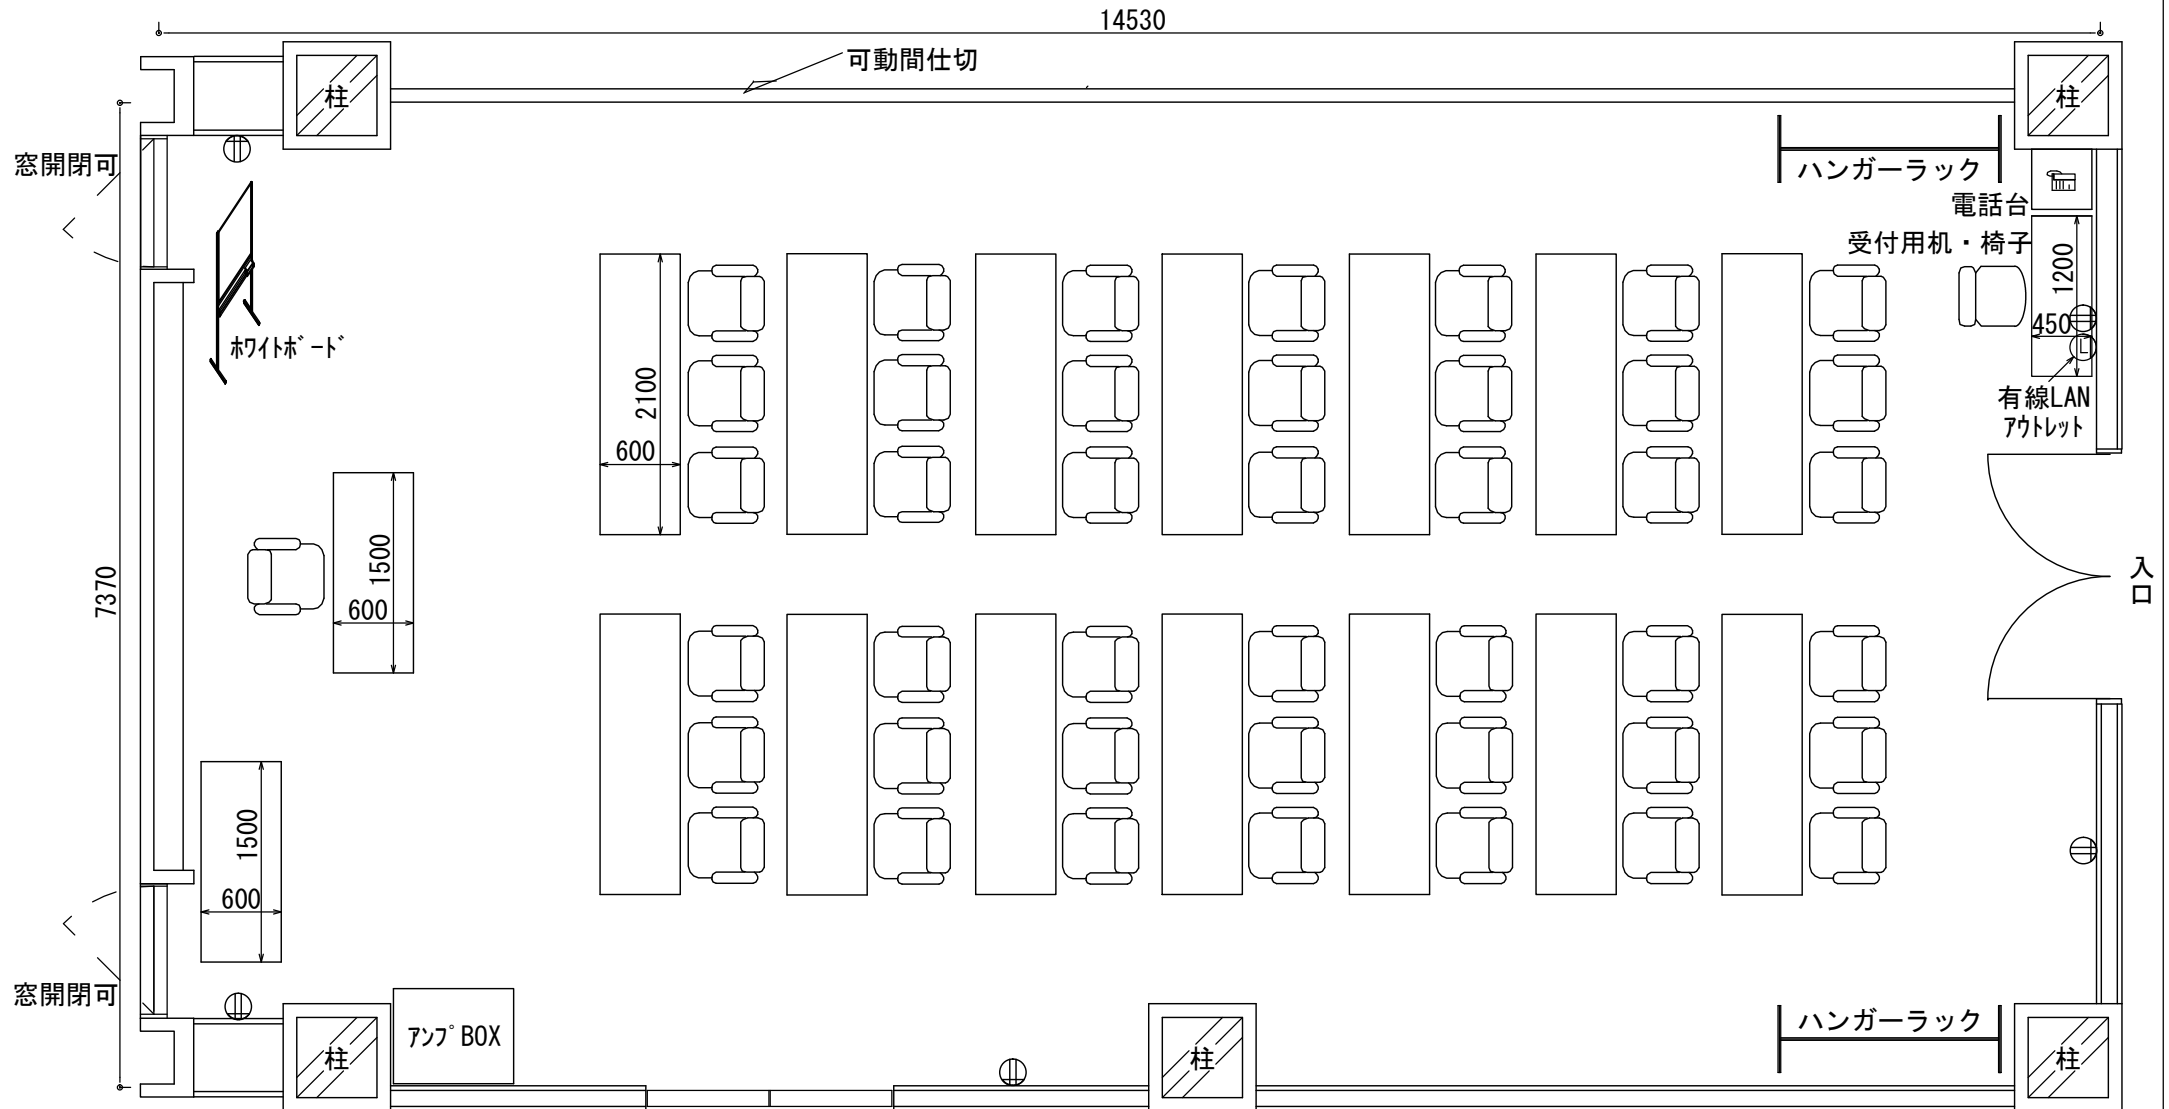 14530
可動間仕切
柱
柱
窓開閉可
ハンガーラック
電話台
受付用机・椅子
1200
450
L
ﾎﾜｲﾄﾎﾞｰﾄﾞ
2100
600
有線LAN
ｱｳﾄﾚｯﾄ
7370
1500
600
入口
1500
600
窓開閉可
ｱﾝﾌﾟBOX
ハンガーラック
柱
柱
柱